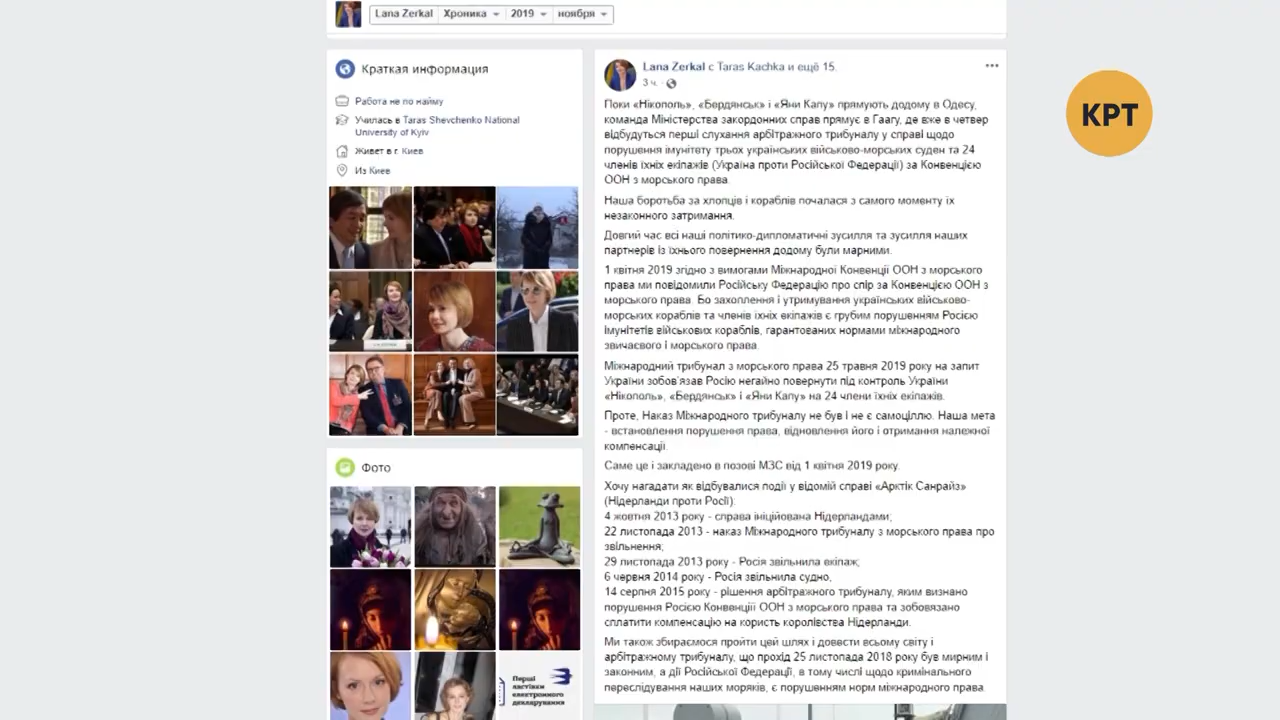 Lana Zerkal Хроника 2019 ноября
Краткая информация
Работа не по найму
Училась в Taras Shevchenko National
University of Kyiv
Живет в г. Киев
Из Киев
Фото
Перші
ластівки
електронного
декларування
Lana Zerkal с Taras Kachka и ещё 15.
3 ч. ·
Поки «Нікополь», «Бердянськ» і «Яни Капу» прямують додому в Одесу,
команда Міністерства закордонних справ прямує в Гаагу, де вже в четвер
відбудуться перші слухання арбітражного трибуналу у справі щодо
порушення імунітету трьох українських військово-морських суден та 24
членів їхніх екіпажів (Україна проти Російської Федерації) за Конвенцією
ООН з морського права.
Наша боротьба за хлопців і кораблів почалася з самого моменту їх
незаконного затримання.
Довгий час всі наші політико-дипломатичні зусилля та зусилля наших
партнерів із їхнього повернення додому були марними.
1 квітня 2019 згідно з вимогами Міжнародної Конвенції ООН з морського
права ми повідомили Російську Федерацію про спір за Конвенцією ООН з
морського права. Бо захоплення і утримування українських військово-
морських кораблів та членів їхніх екіпажів є грубим порушенням Росією
імунітетів військових кораблів, гарантованих нормами міжнародного
звичаєвого і морського права.
Міжнародний трибунал з морського права 25 травня 2019 року на запит
України зобов'язав Росію негайно повернути під контроль України
«Нікополь», «Бердянськ» і «Яни Капу» на 24 члени їхніх екіпажів.
Проте, Наказ Міжнародного трибуналу не був і не є самоціллю. Наша мета
- встановлення порушення права, відновлення його і отримання належної
компенсації.
Саме це і закладено в позові МЗС від 1 квітня 2019 року.
Хочу нагадати як відбувалися події у відомій справі «Арктік Санрайз»
(Нідерланди проти Росії):
4 жовтня 2013 року - справа ініційована Нідерландами;
22 листопада 2013 - наказ Міжнародного трибуналу з морського права про
звільнення;
29 листопада 2013 року - Росія звільнила екіпаж;
6 червня 2014 року - Росія звільнила судно;
14 серпня 2015 року - рішення арбітражного трибуналу, яким визнано
порушення Росією Конвенції ООН з морського права та зобовязано
сплатити компенсацію на користь королівства Нідерланди.
Ми також збираємося пройти цей шлях і довести всьому світу і
арбітражному трибуналу, що прохід 25 листопада 2018 року був мирним і
законним, а дії Російської Федерації, в тому числі щодо кримінального
переслідування наших моряків, є порушенням норм міжнародного права.
КРТ